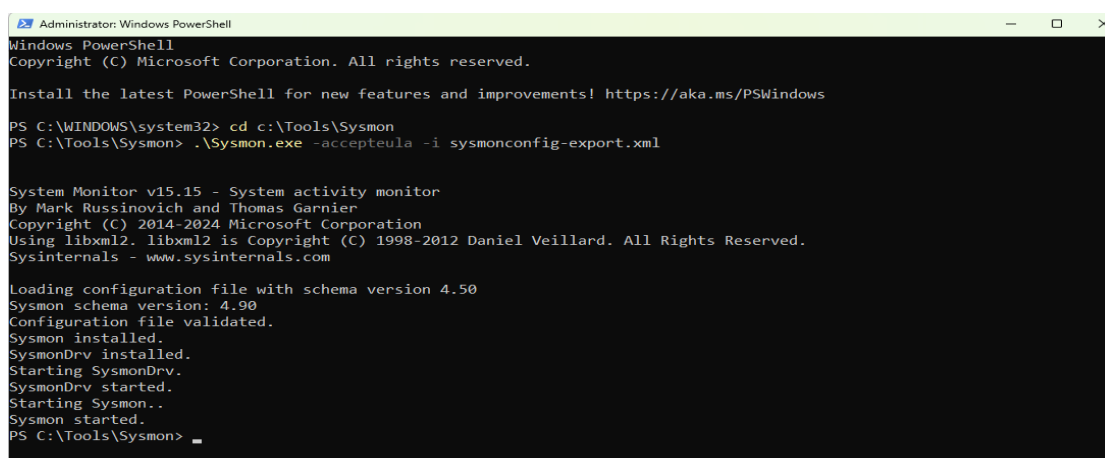 Administrator: Windows PowerShell
Windows PowerShell
Copyright (C) Microsoft Corporation. All rights reserved.
Install the latest PowerShell for new features and improvements! https://aka.ms/PSWindows
PS C:\WINDOWS\system32> cd c:\Tools\Sysmon
PS C:\Tools\Sysmon> .\Sysmon.exe -accepteula -i sysmonconfig-export.xml
System Monitor v15.15 - System activity monitor
By Mark Russinovich and Thomas Garnier
Copyright (C) 2014-2024 Microsoft Corporation
Using libxml2. libxml2 is Copyright (C) 1998-2012 Daniel Veillard. All Rights Reserved.
Sysinternals - www.sysinternals.com
Loading configuration file with schema version 4.50
Sysmon schema version: 4.90
Configuration file validated.
Sysmon installed.
SysmonDrv installed.
Starting SysmonDrv.
SysmonDrv started.
Starting Sysmon..
Sysmon started.
PS C:\Tools\Sysmon>